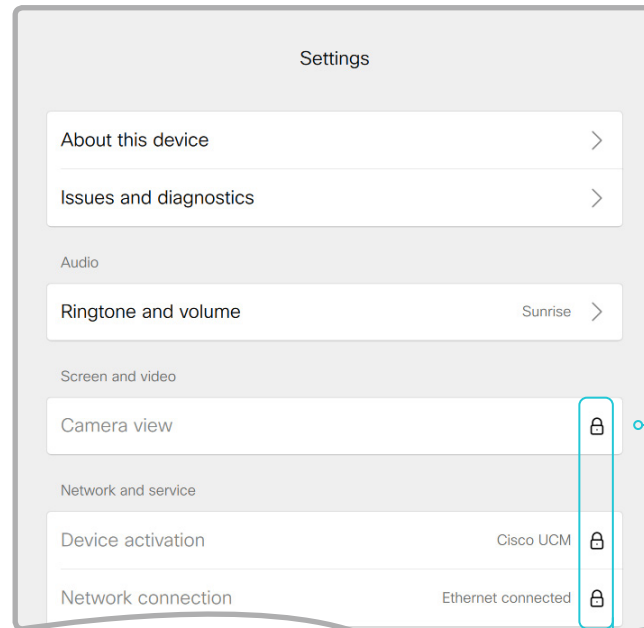 Settings
About this device
Issues and diagnostics
Audio
Ringtone and volume Sunrise
Screen and video
Camera view
Network and service
Device activation Cisco UCM
Network connection Ethernet connected